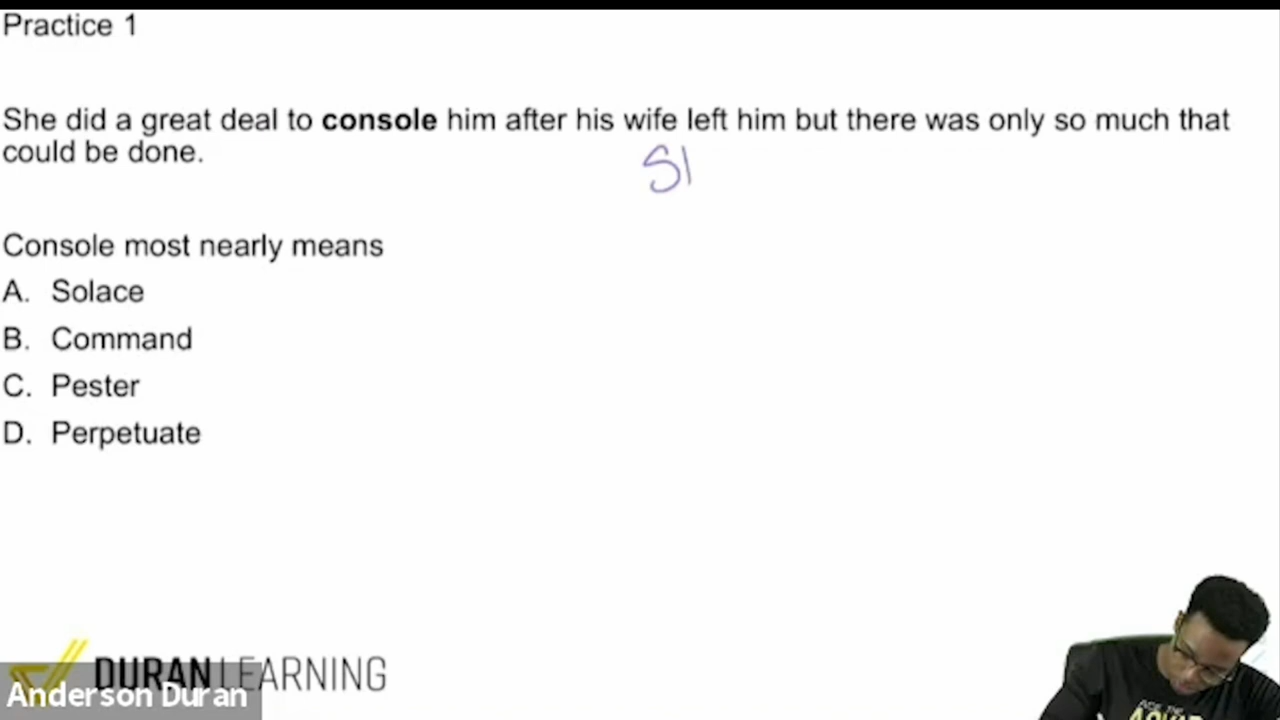 Practice 1
She did a great deal to console him after his wife left him but there was only so much that
could be done.
SI
Console most nearly means
A. Solace
B. Command
C. Pester
D. Perpetuate
DURAN LEARNING
Anderson Duran